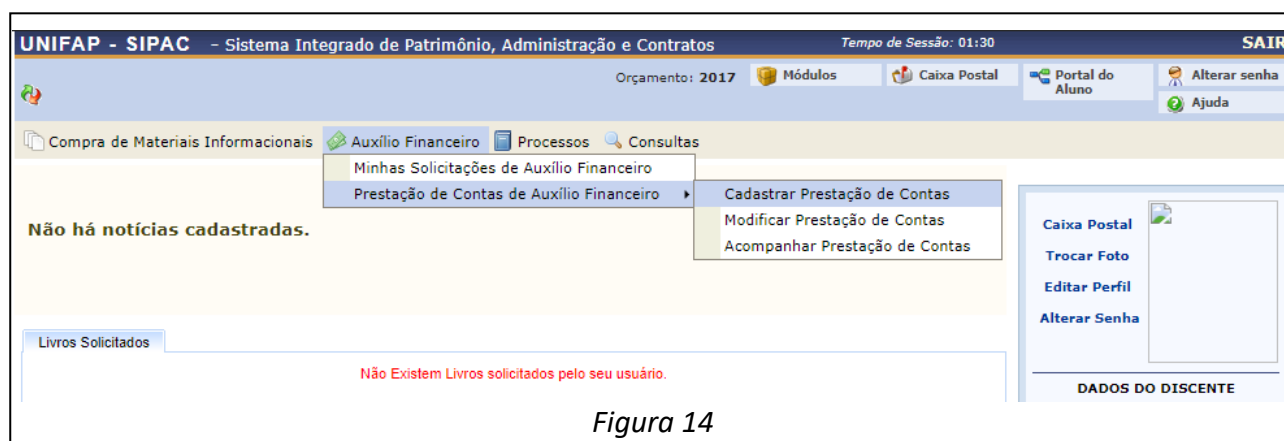 UNIFAP - SIPAC - Sistema Integrado de Patrimônio, Administração e Contratos Tempo de Sessão: 01:30 SAIR
Orçamento: 2017 Módulos Caixa Postal Portal do Aluno Alterar senha
Ajuda
Compra de Materiais Informacionais Auxílio Financeiro Processos Consultas
Minhas Solicitações de Auxílio Financeiro
Prestação de Contas de Auxílio Financeiro Cadastrar Prestação de Contas
Modificar Prestação de Contas
Acompanhar Prestação de Contas
Não há notícias cadastradas.
Caixa Postal
Trocar Foto
Editar Perfil
Alterar Senha
Livros Solicitados
Não Existem Livros solicitados pelo seu usuário.
DADOS DO DISCENTE
Figura 14